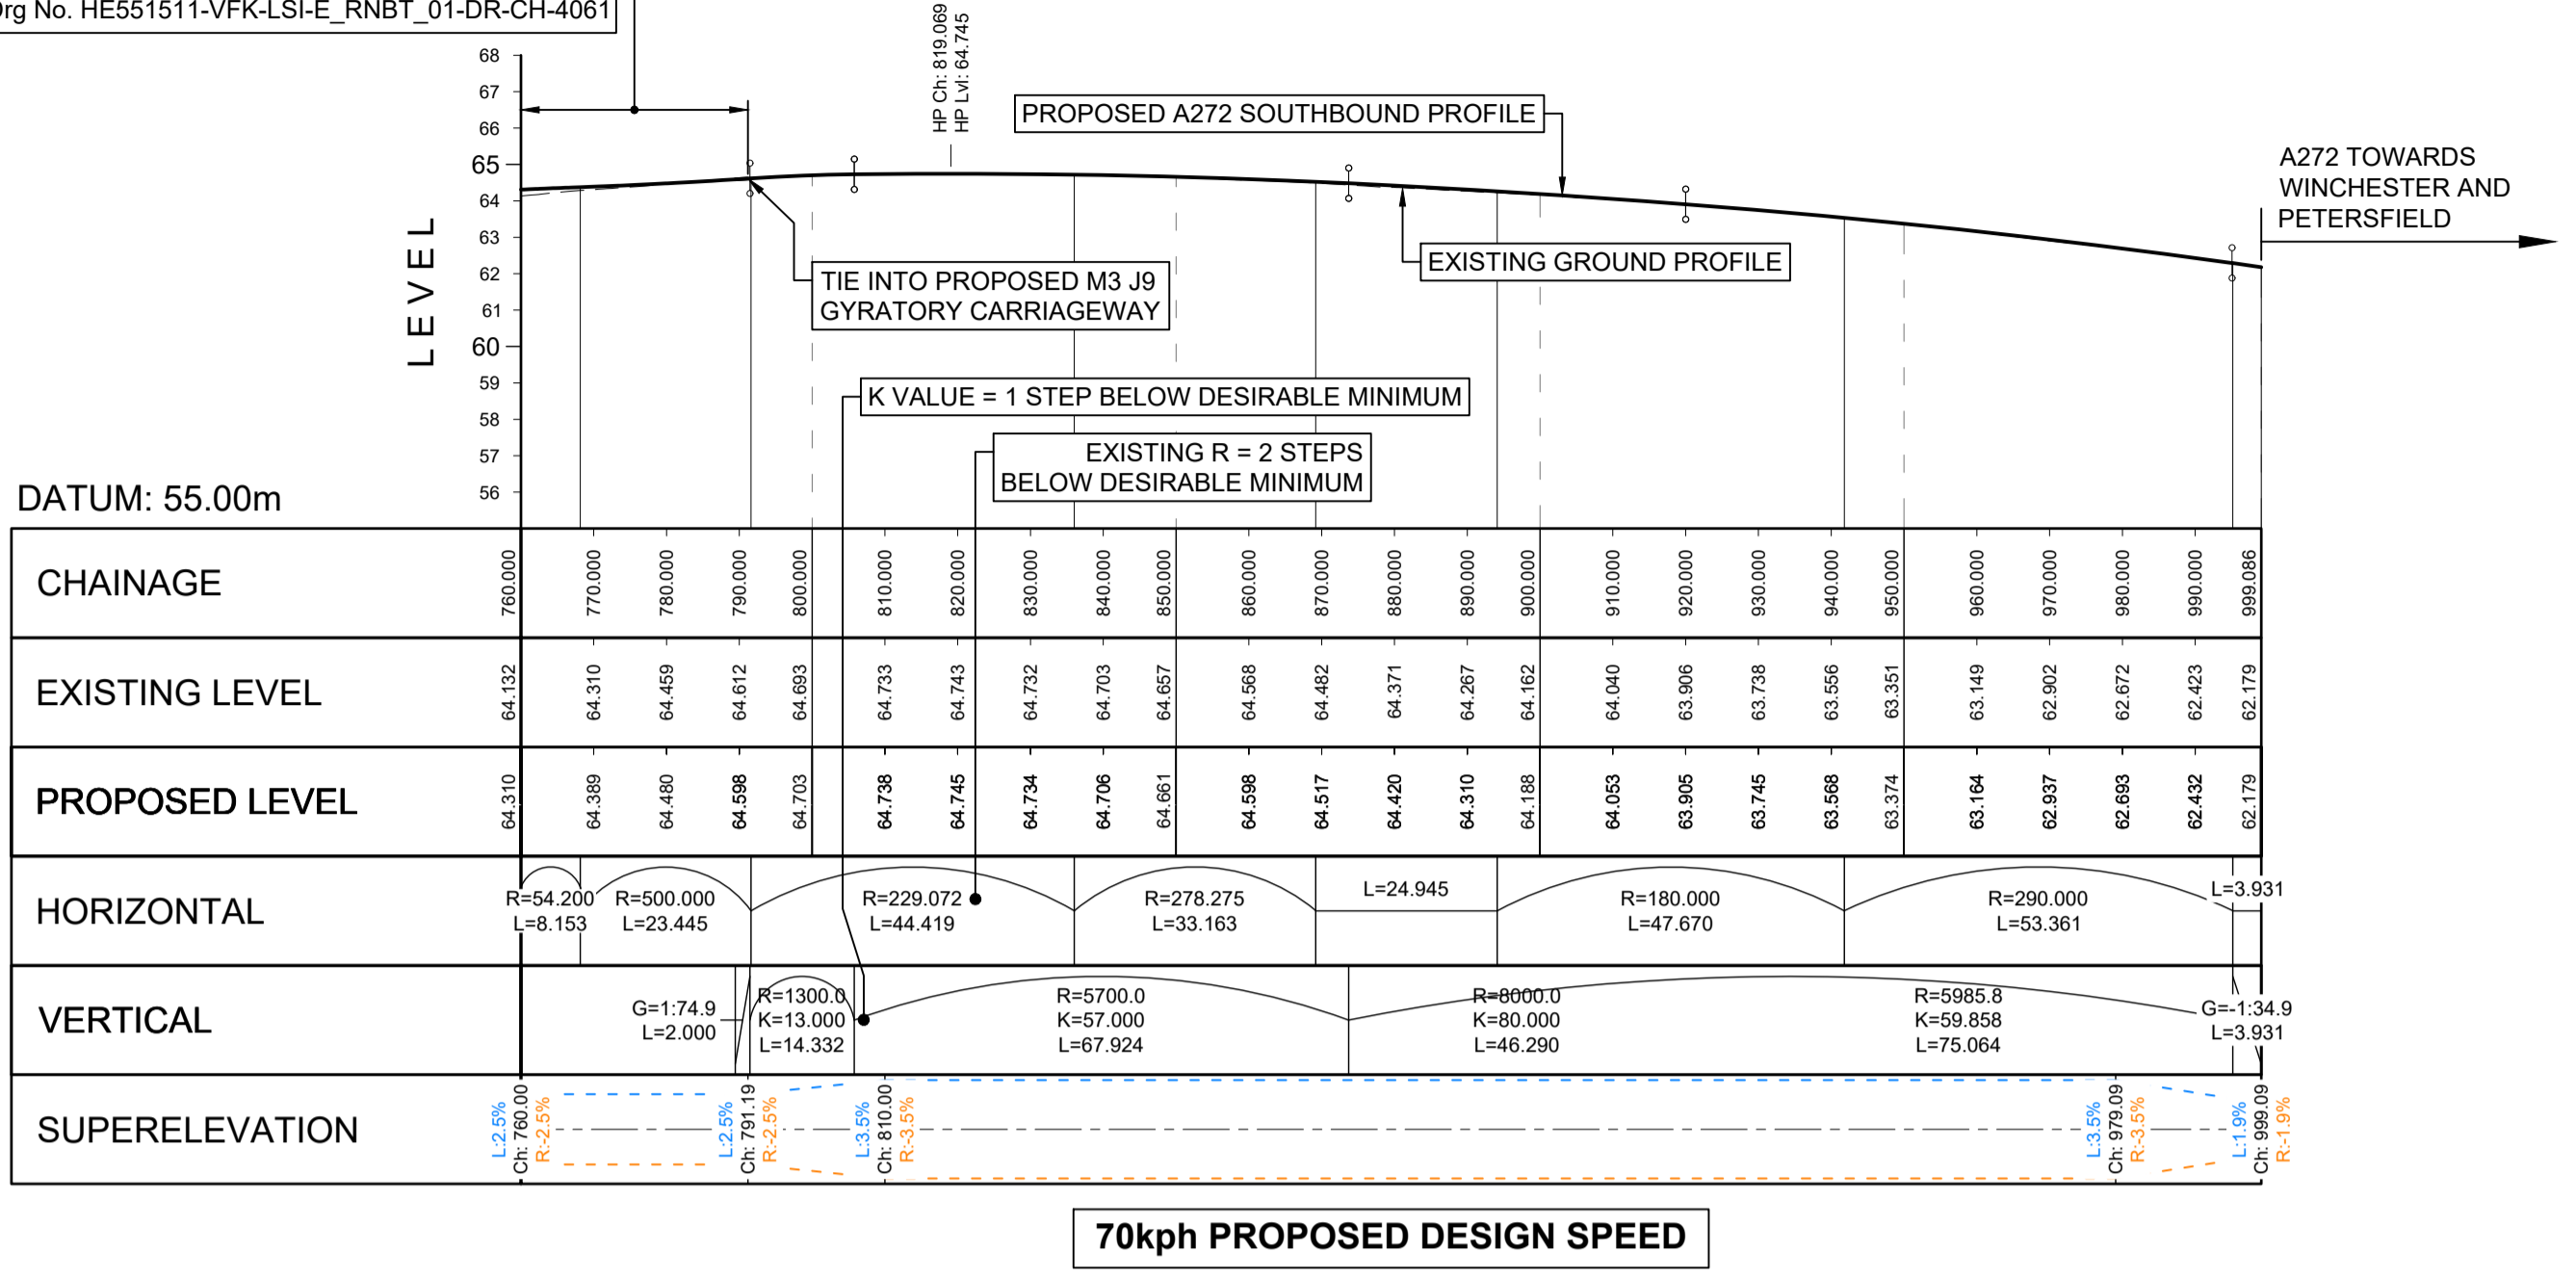 Drg No. HE551511-VFK-LSI-E_RNBT_01-DR-CH-4061
HP Ch: 819.069
HP Lvl: 64.745
68
67
66
65
64
63
62
61
60
59
58
57
56
LEVEL
PROPOSED A272 SOUTHBOUND PROFILE
A272 TOWARDS
WINCHESTER AND
PETERSFIELD
EXISTING GROUND PROFILE
TIE INTO PROPOSED M3 J9
GYRATORY CARRIAGEWAY
K VALUE = 1 STEP BELOW DESIRABLE MINIMUM
EXISTING R = 2 STEPS
BELOW DESIRABLE MINIMUM
DATUM: 55.00m
CHAINAGE 760.000 770.000 780.000 790.000 800.000 810.000 820.000 830.000 840.000 850.000 860.000 870.000 880.000 890.000 900.000 910.000 920.000 930.000 940.000 950.000 960.000 970.000 980.000 990.000 999.086
EXISTING LEVEL 64.132 64.310 64.459 64.612 64.693 64.733 64.743 64.732 64.703 64.657 64.568 64.482 64.371 64.267 64.162 64.040 63.906 63.738 63.556 63.351 63.149 62.902 62.672 62.423 62.179
PROPOSED LEVEL 64.310 64.389 64.480 64.598 64.703 64.738 64.745 64.734 64.706 64.661 64.598 64.517 64.420 64.310 64.188 64.053 63.905 63.745 63.568 63.374 63.164 62.937 62.693 62.432 62.179
HORIZONTAL
R=54.200
L=8.153
R=500.000
L=23.445
R=229.072
L=44.419
R=278.275
L=33.163
L=24.945
R=180.000
L=47.670
R=290.000
L=53.361
L=3.931
VERTICAL
G=1:74.9
L=2.000
R=1300.0
K=13.000
L=14.332
R=5700.0
K=57.000
L=67.924
R=8000.0
K=80.000
L=46.290
R=5985.8
K=59.858
L=75.064
G=-1:34.9
L=3.931
SUPERELEVATION
L:2.5%
Ch: 760.00
R:-2.5%
L:2.5%
Ch: 791.19
R:-2.5%
L:3.5%
Ch: 810.00
R:-3.5%
L:3.5%
Ch: 979.09
R:-3.5%
L:1.9%
Ch: 999.09
R:-1.9%
70kph PROPOSED DESIGN SPEED